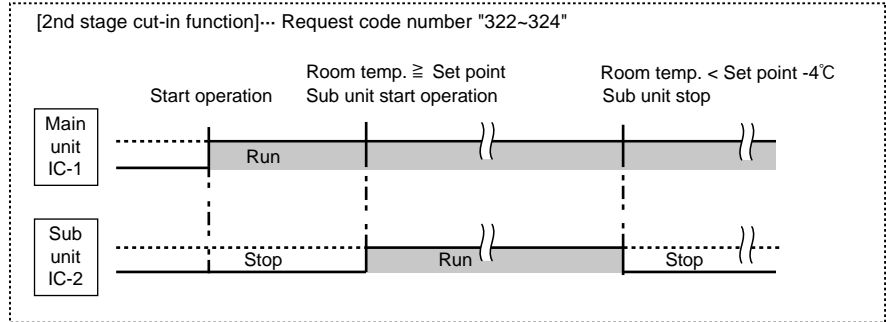 [2nd stage cut-in function]··· Request code number "322~324"
Room temp. ≧ Set point
Room temp. < Set point -4℃
Start operation
Sub unit start operation
Sub unit stop
Main
unit
IC-1
Run
Sub
unit
IC-2
Stop
Run
Stop